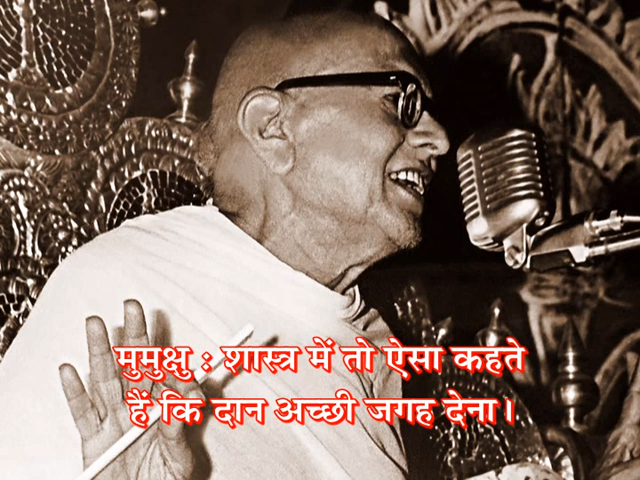 मुमुक्षु : शास्त्र में तो ऐसा कहते
हैं कि दान अच्छी जगह देना।